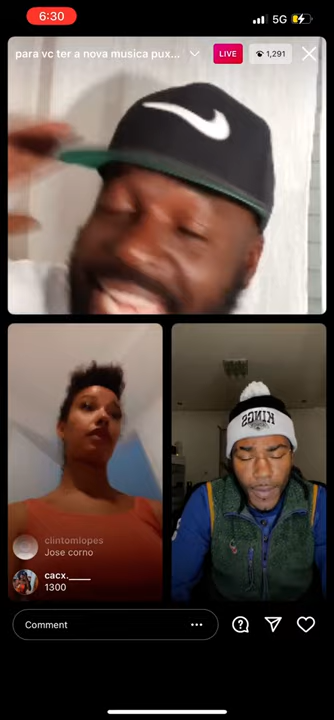 6:30
5G
para vc ter a nova musica pux...
LIVE
1,291
KINGS
clintomlopes
Jose corno
cacx.____
1300
Comment